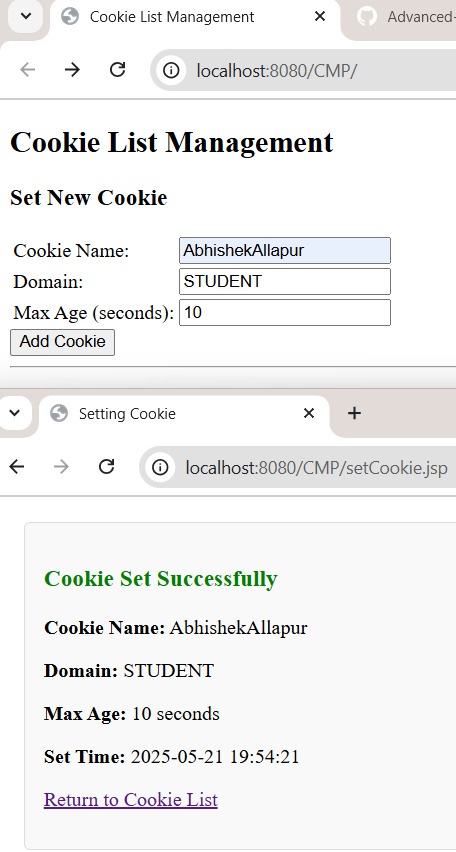 Cookie List Management
Advanced-
localhost:8080/CMP/
Cookie List Management
Set New Cookie
Cookie Name: AbhishekAllapur
Domain: STUDENT
Max Age (seconds): 10
Add Cookie
Setting Cookie
localhost:8080/CMP/setCookie.jsp
Cookie Set Successfully
Cookie Name: AbhishekAllapur
Domain: STUDENT
Max Age: 10 seconds
Set Time: 2025-05-21 19:54:21
Return to Cookie List